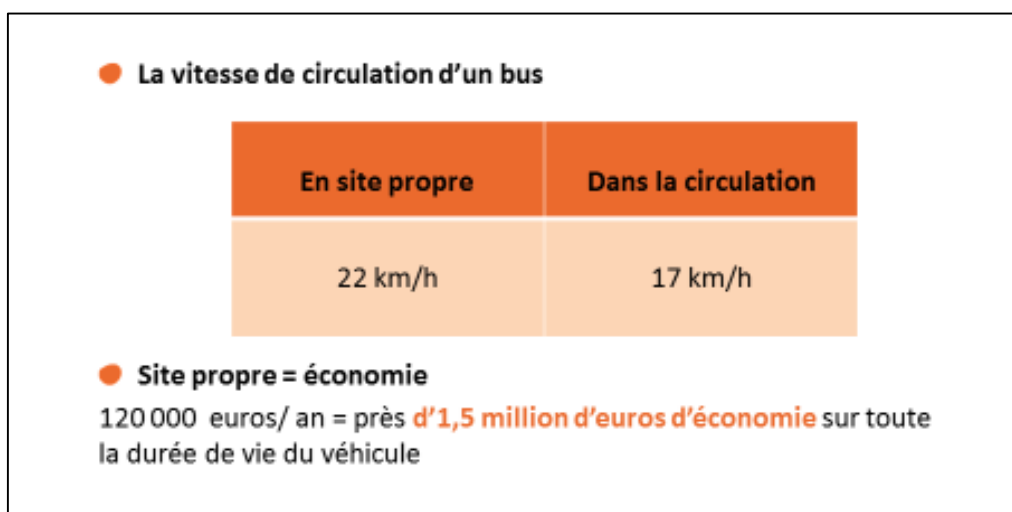 La vitesse de circulation d'un bus
En site propre
Dans la circulation
22 km/h
17 km/h
Site propre = économie
120 000 euros/ an = près d'1,5 million d'euros d'économie sur toute
la durée de vie du véhicule